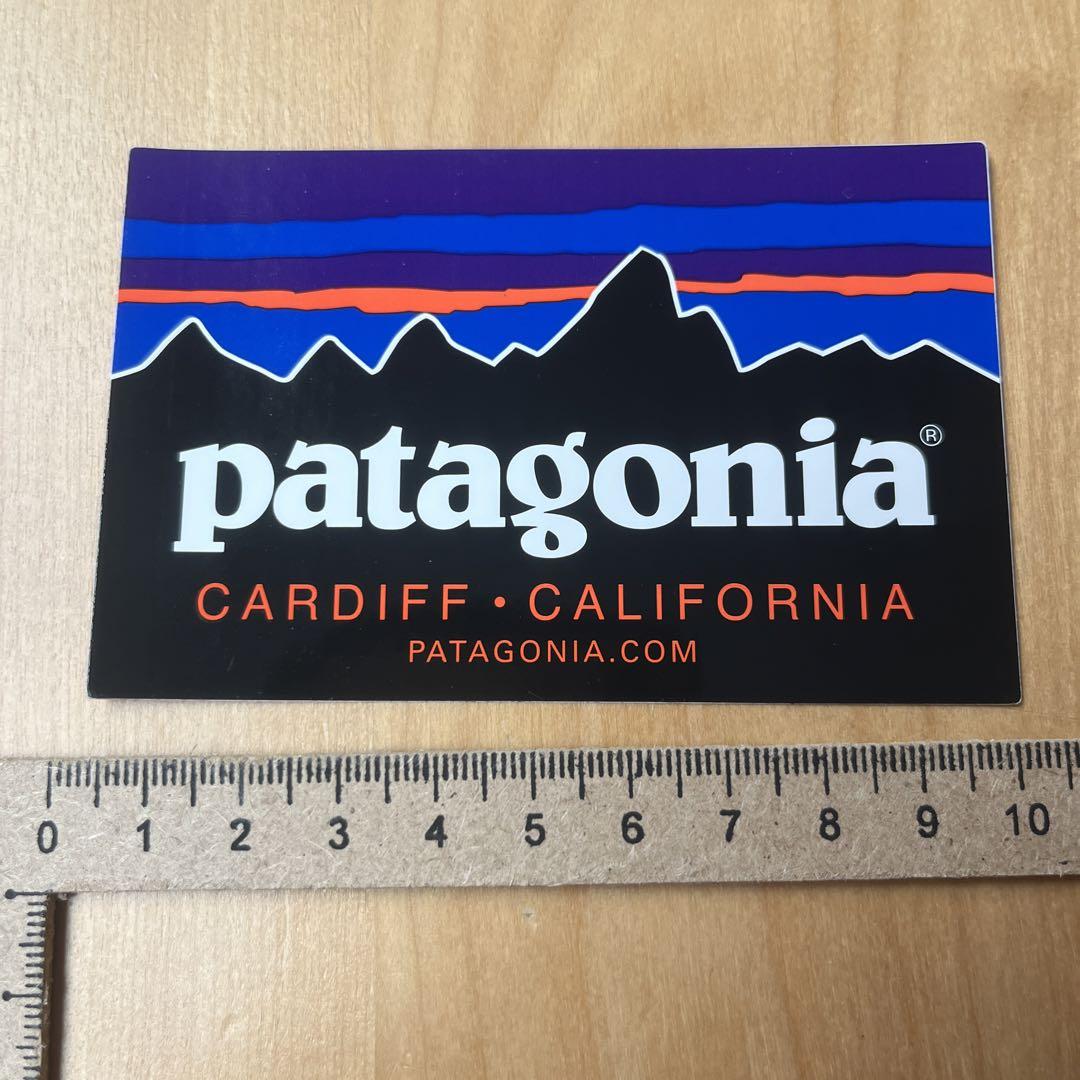 patagonia®
CARDIFF • CALIFORNIA
PATAGONIA.COM
0 1 2 3 4 5 6 7 8 9 10